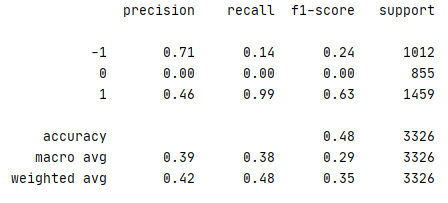 precision recall f1-score support
-1 0.71 0.14 0.24 1012
0 0.00 0.00 0.00 855
1 0.46 0.99 0.63 1459
accuracy 0.48 3326
macro avg 0.39 0.38 0.29 3326
weighted avg 0.42 0.48 0.35 3326